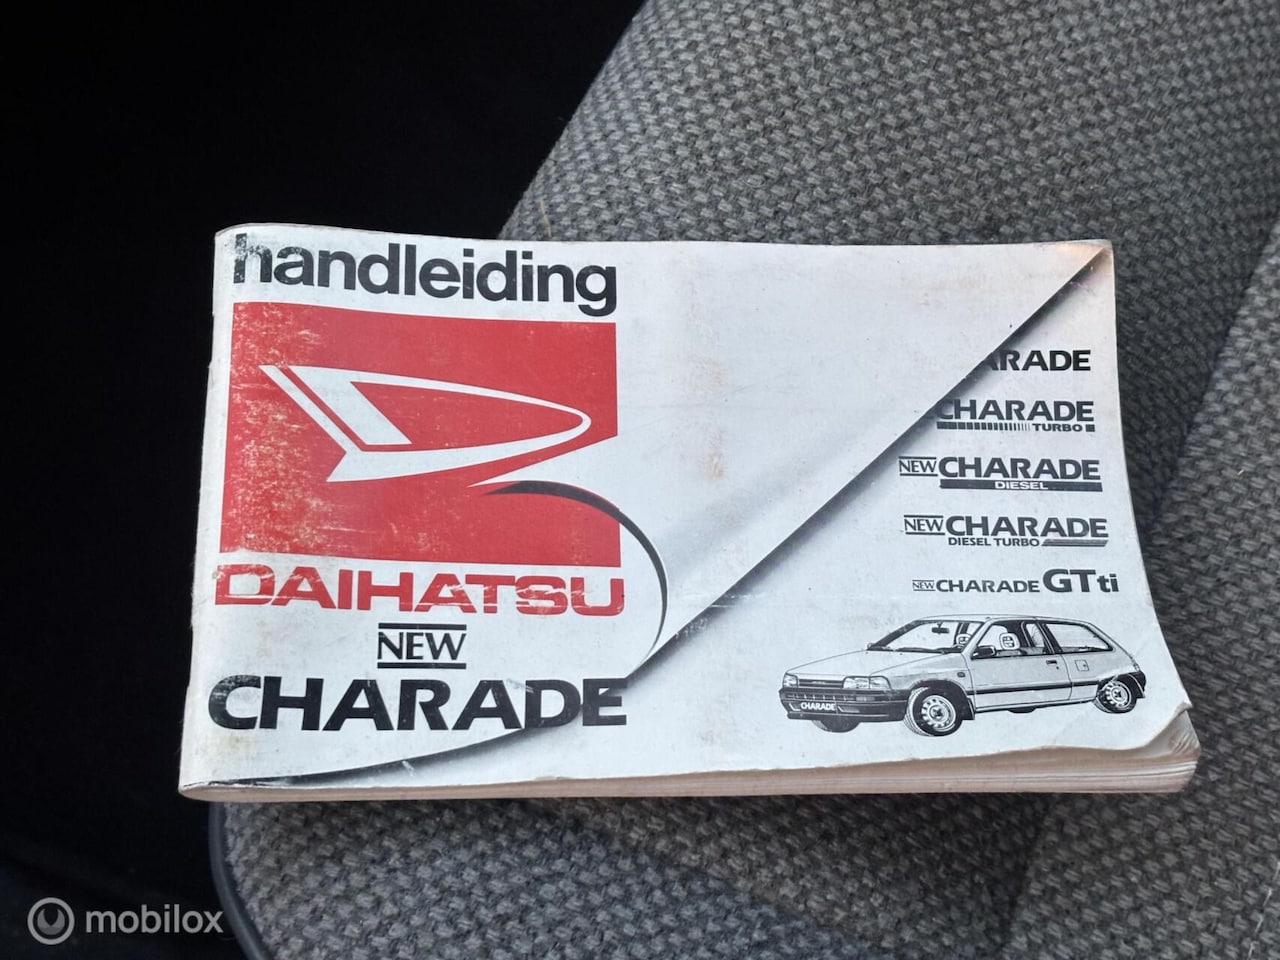 handleiding
DAIHATSU
NEW
CHARADE
ARADE
CHARADE
TURBO
NEW CHARADE
DIESEL
NEW CHARADE
DIESEL TURBO
NEW CHARADE GTti
CHARADE
mobilox